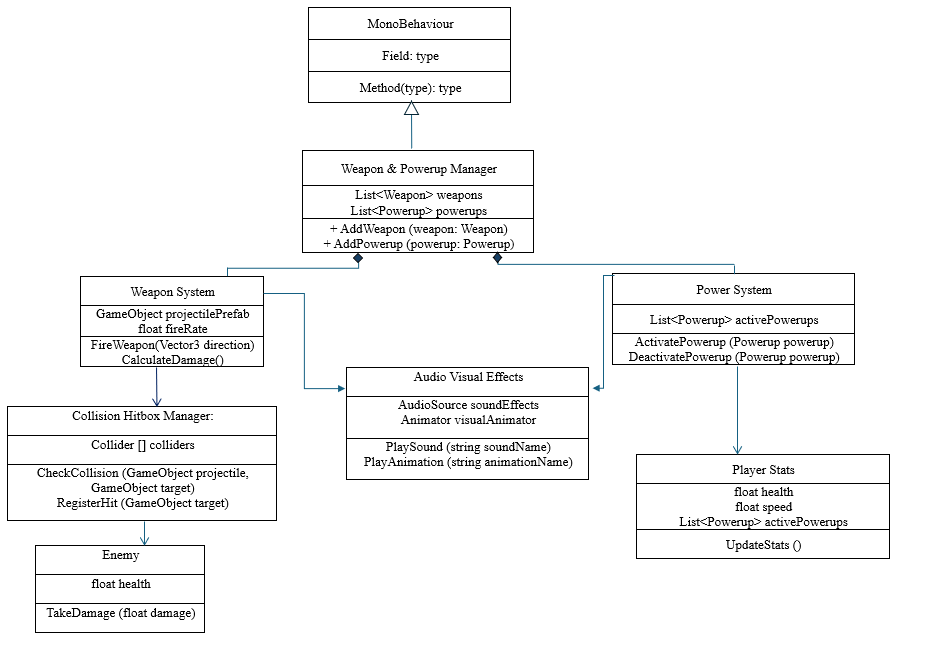 MonoBehaviour
Field: type
Method(type): type
Weapon & Powerup Manager
List<Weapon> weapons
List<Powerup> powerups
+ AddWeapon (weapon: Weapon)
+ AddPowerup (powerup: Powerup)
Weapon System
GameObject projectilePrefab
float fireRate
FireWeapon(Vector3 direction)
CalculateDamage()
Power System
List<Powerup> activePowerups
ActivatePowerup (Powerup powerup)
DeactivatePowerup (Powerup powerup)
Audio Visual Effects
AudioSource soundEffects
Animator visualAnimator
PlaySound (string soundName)
PlayAnimation (string animationName)
Collision Hitbox Manager:
Collider [] colliders
CheckCollision (GameObject projectile,
GameObject target)
RegisterHit (GameObject target)
Player Stats
float health
float speed
List<Powerup> activePowerups
UpdateStats ()
Enemy
float health
TakeDamage (float damage)